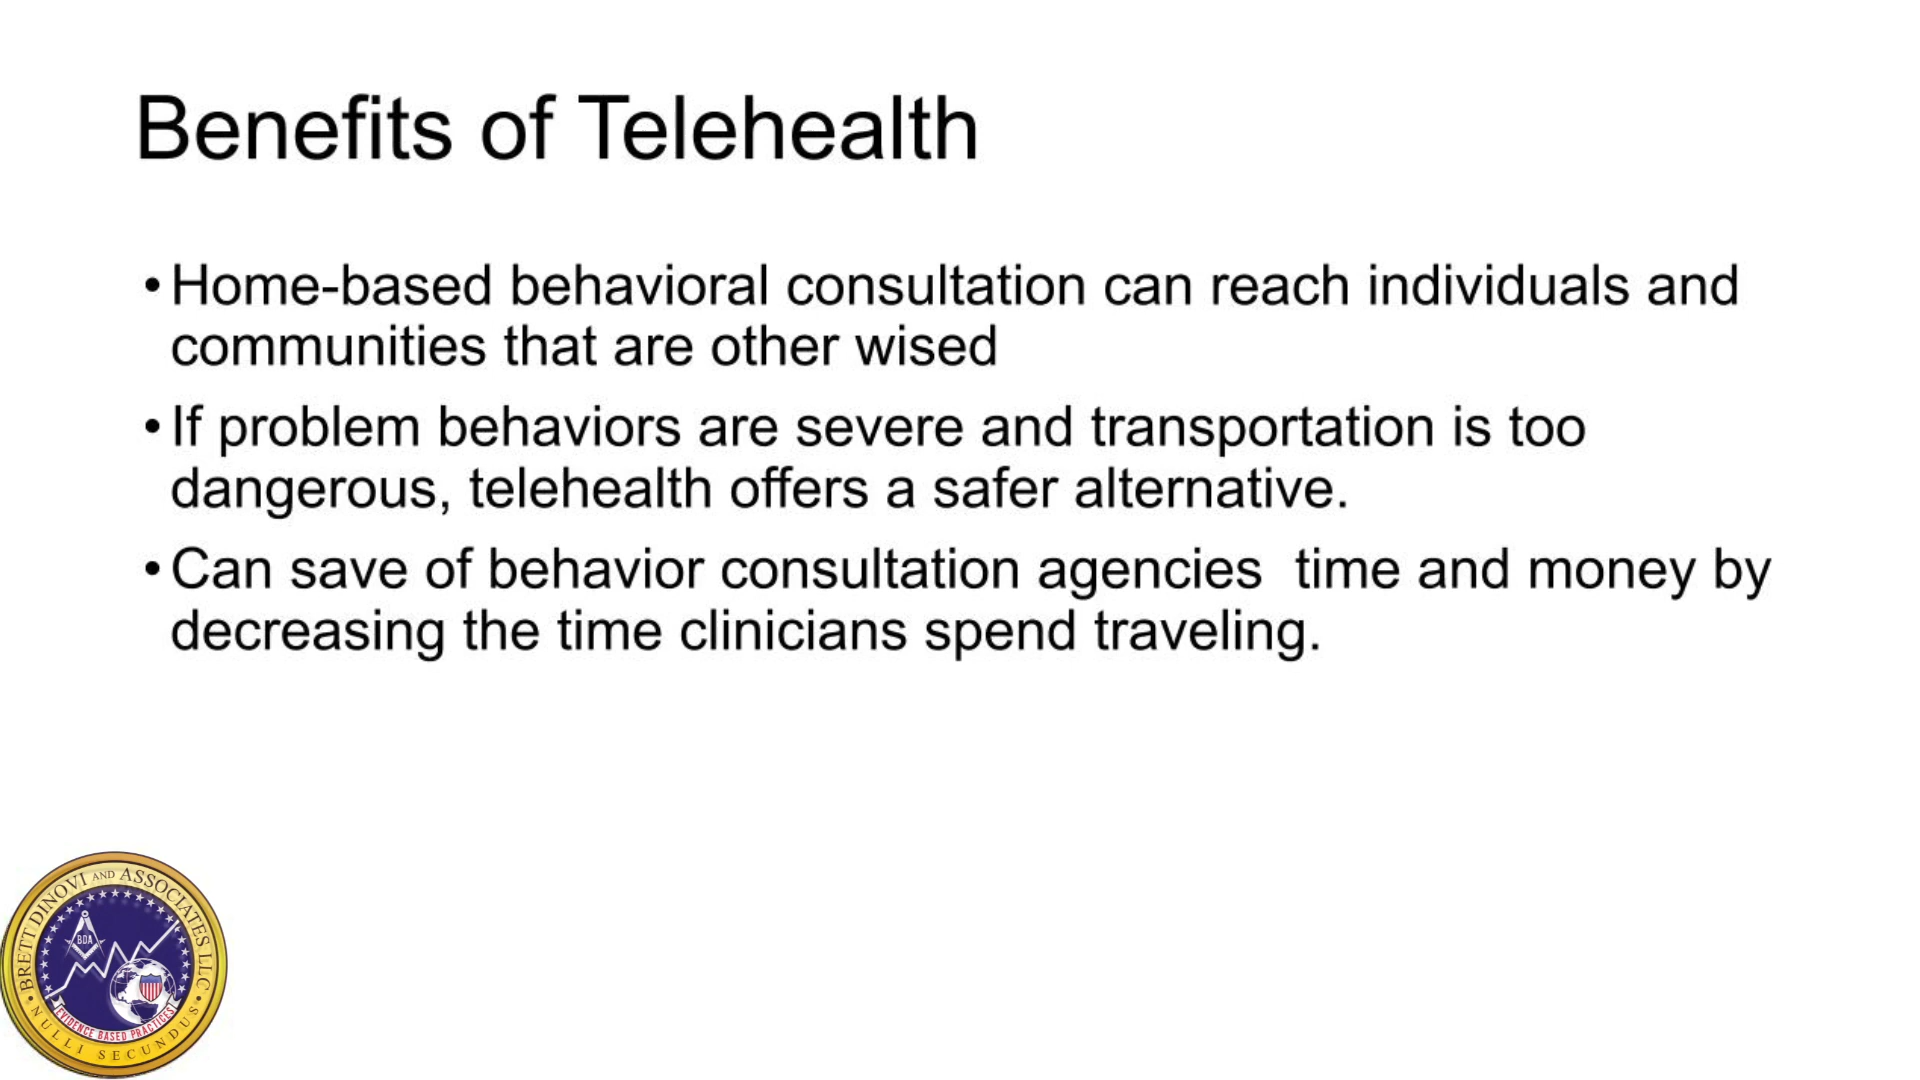 Benefits of Telehealth
• Home-based behavioral consultation can reach individuals and
communities that are other wised
• If problem behaviors are severe and transportation is too
dangerous, telehealth offers a safer alternative.
• Can save of behavior consultation agencies  time and money by
decreasing the time clinicians spend traveling.
BRETT DINOVI AND ASSOCIATES LLC
BDA
EVIDENCE BASED PRACTICES
NULLI SECUNDUS